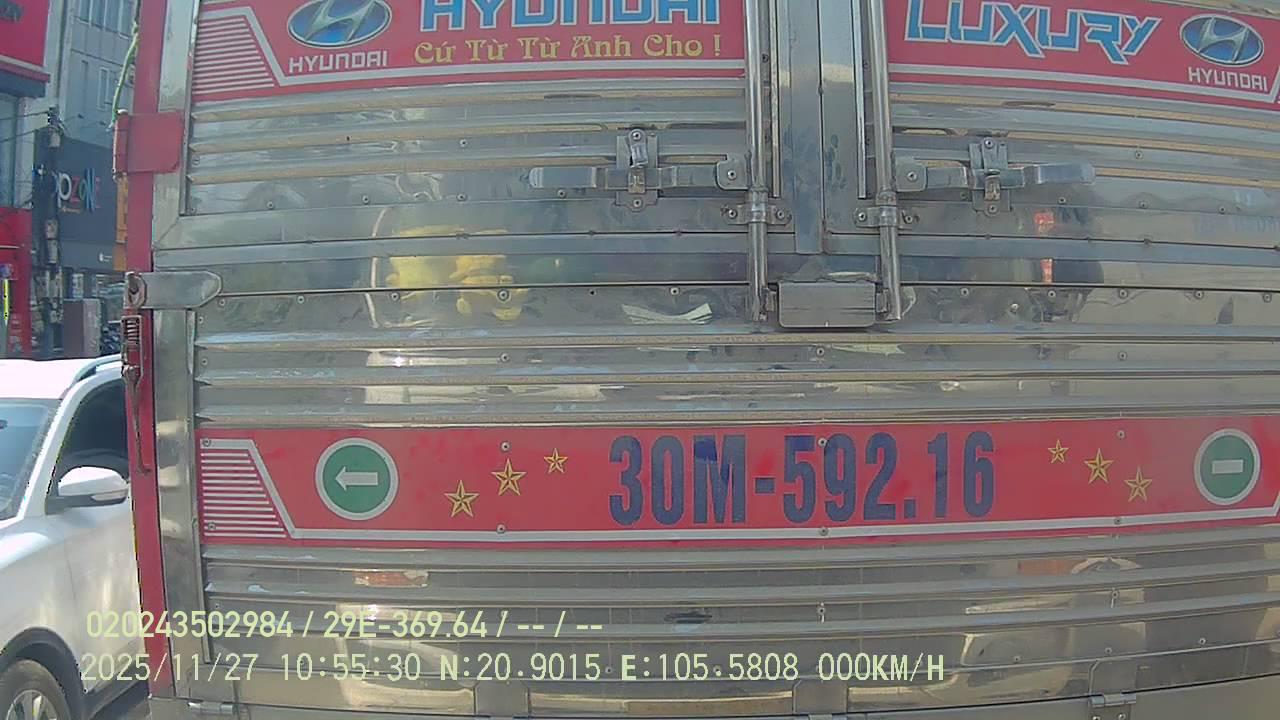 HYUNDAI
HYUNDAI
Cứ Từ Từ Anh Cho !
LUXURY
HYUNDAI
OPZONE
30M-592.16
020243502984 / 29E-369.64 / -- / --
2025/11/27 10:55:30 N:20.9015 E:105.5808 000KM/H